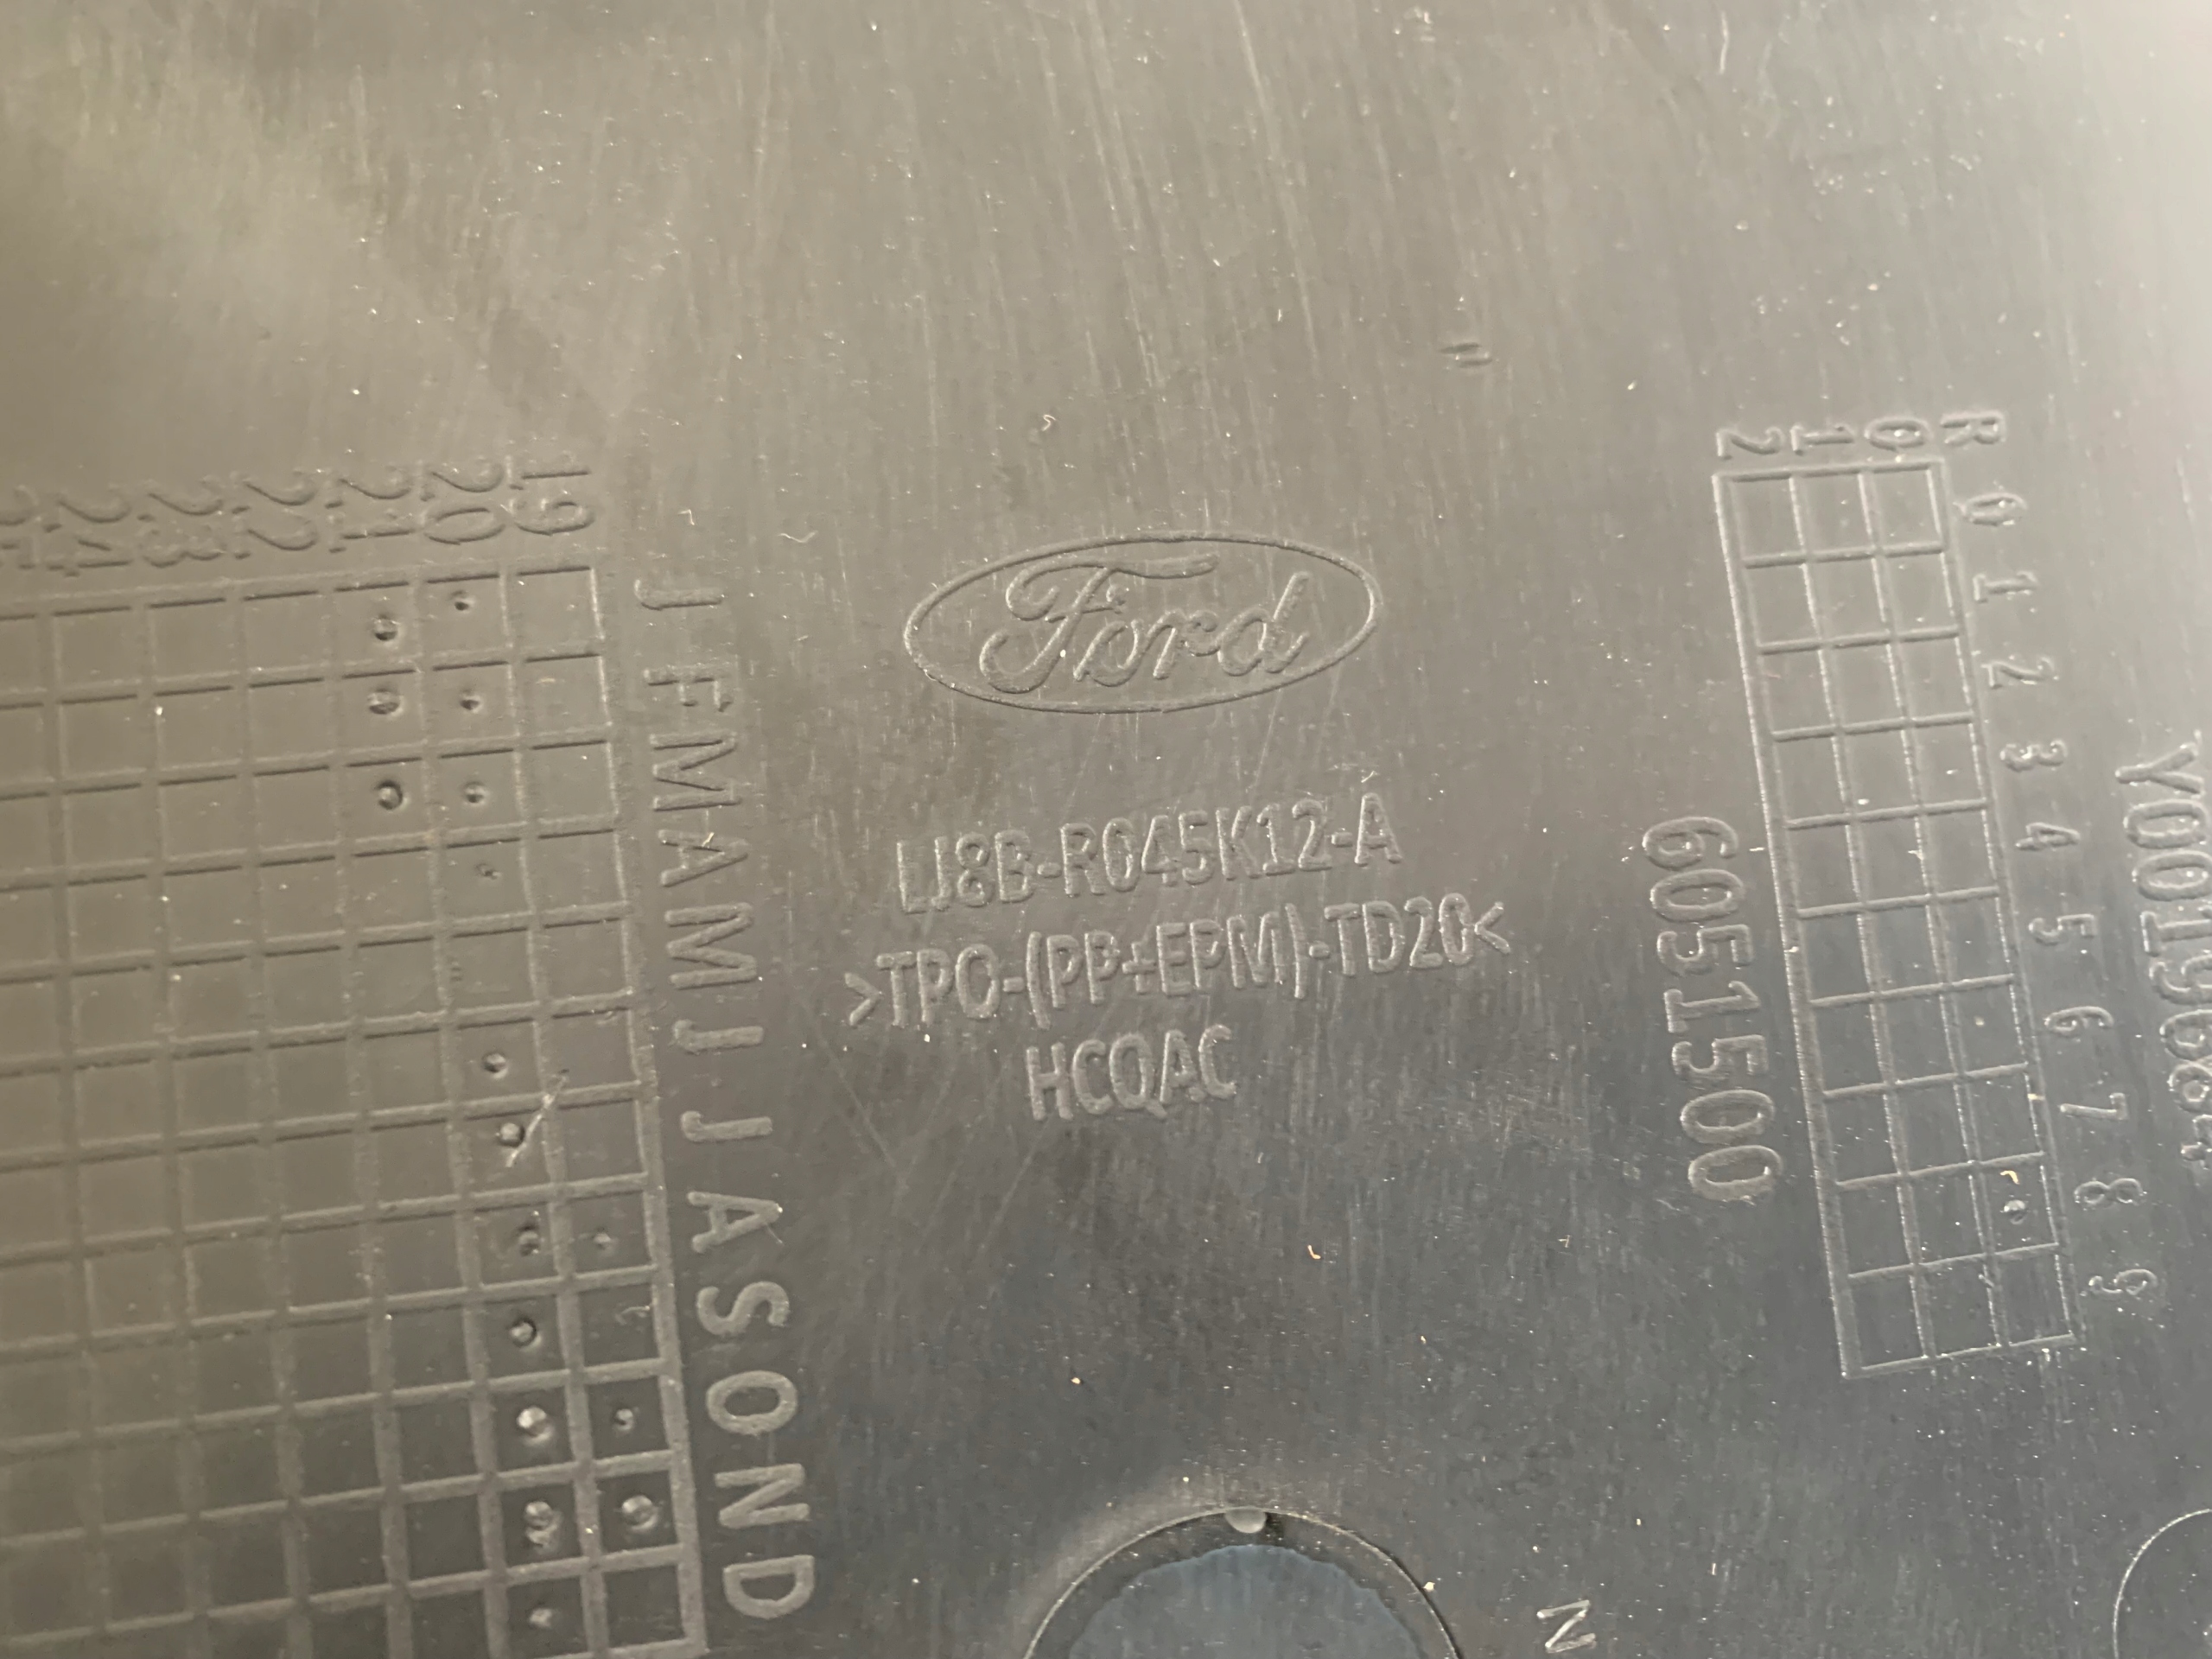 Ford
LJ8B-R045K12-A
>TPO-(PP+EPM)-TD20<
HCQAC
19
20
21
22
23
24
J F M A M J J A S O N D
R
0
1
2
0 1 2 3 4 5 6 7 8 9
6051500
N